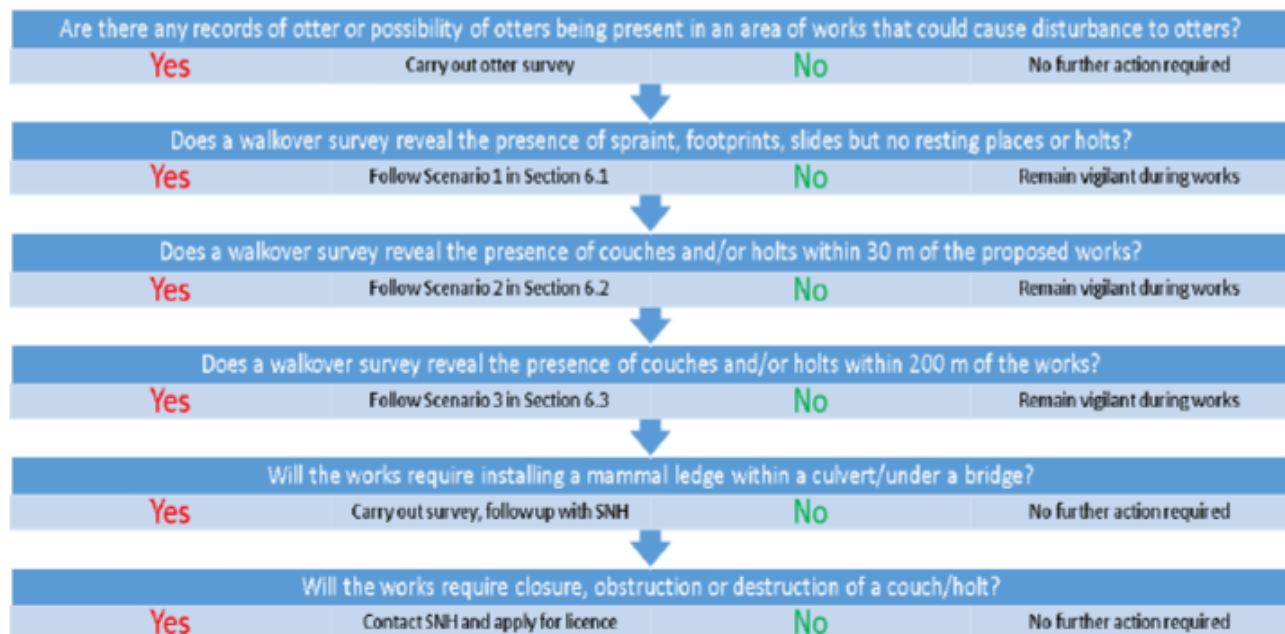 Are there any records of otter or possibility of otters being present in an area of works that could cause disturbance to otters?
Yes Carry out otter survey No No further action required
Does a walkover survey reveal the presence of spraint, footprints, slides but no resting places or holts?
Yes Follow Scenario 1 in Section 6.1 No Remain vigilant during works
Does a walkover survey reveal the presence of couches and/or holts within 30 m of the proposed works?
Yes Follow Scenario 2 in Section 6.2 No Remain vigilant during works
Does a walkover survey reveal the presence of couches and/or holts within 200 m of the works?
Yes Follow Scenario 3 in Section 6.3 No Remain vigilant during works
Will the works require installing a mammal ledge within a culvert/under a bridge?
Yes Carry out survey, follow up with SNH No No further action required
Will the works require closure, obstruction or destruction of a couch/holt?
Yes Contact SNH and apply for licence No No further action required